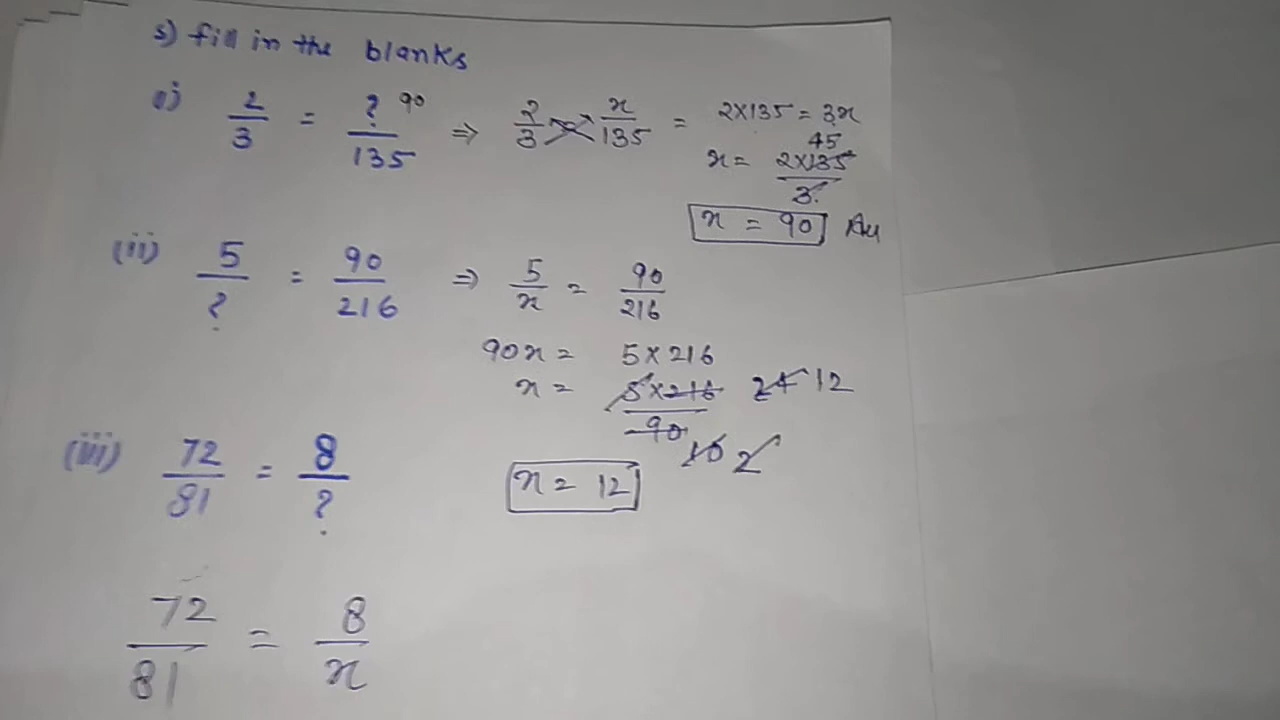 s) fill in the blanks
i) 2/3 = ?/135 90 ⇒ 2/3 x/135 = 2×135 = 3x
x = 2×135/3 45
x = 90
(ii) 5/? = 90/216 ⇒ 5/x = 90/216
90x = 5×216
x = 5×216/90 24 12
10 2
x = 12
(iii) 72/81 = 8/?
72/81 = 8/x